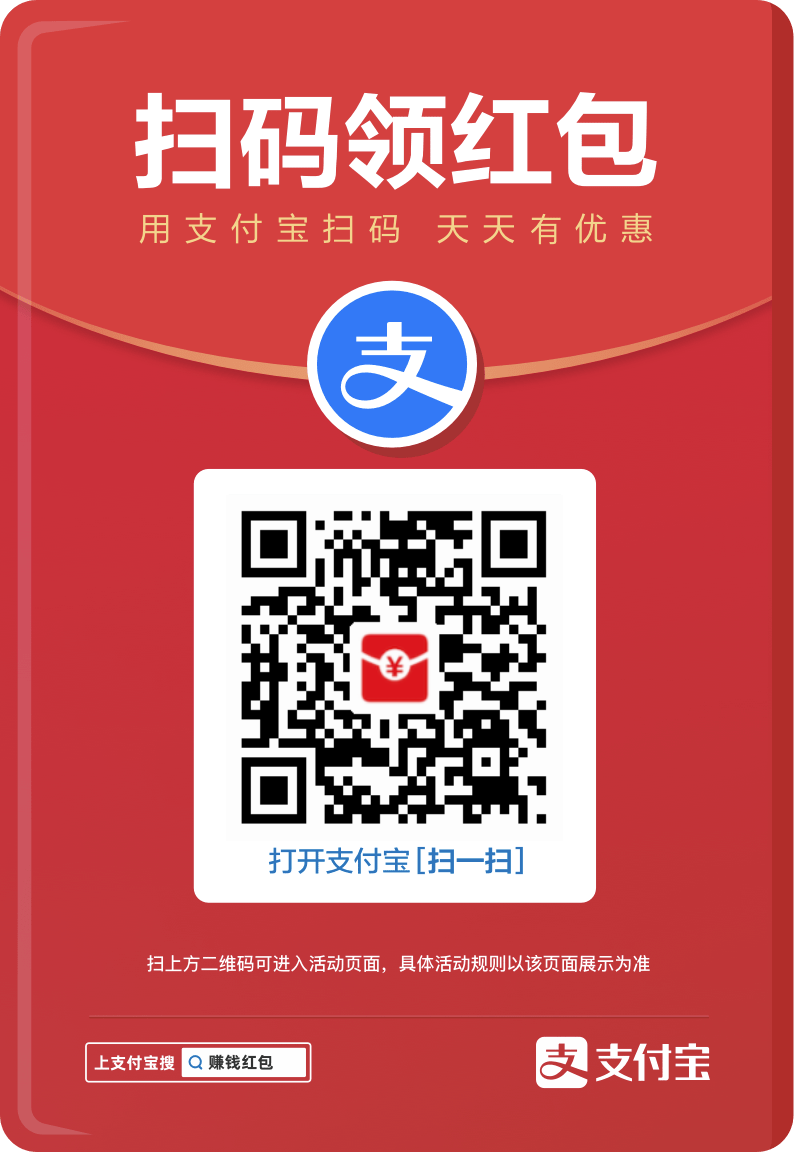 扫码领红包
用支付宝扫码 天天有优惠
支
¥
打开支付宝[扫一扫]
扫上方二维码可进入活动页面，具体活动规则以该页面展示为准
上支付宝搜 赚钱红包
支 支付宝